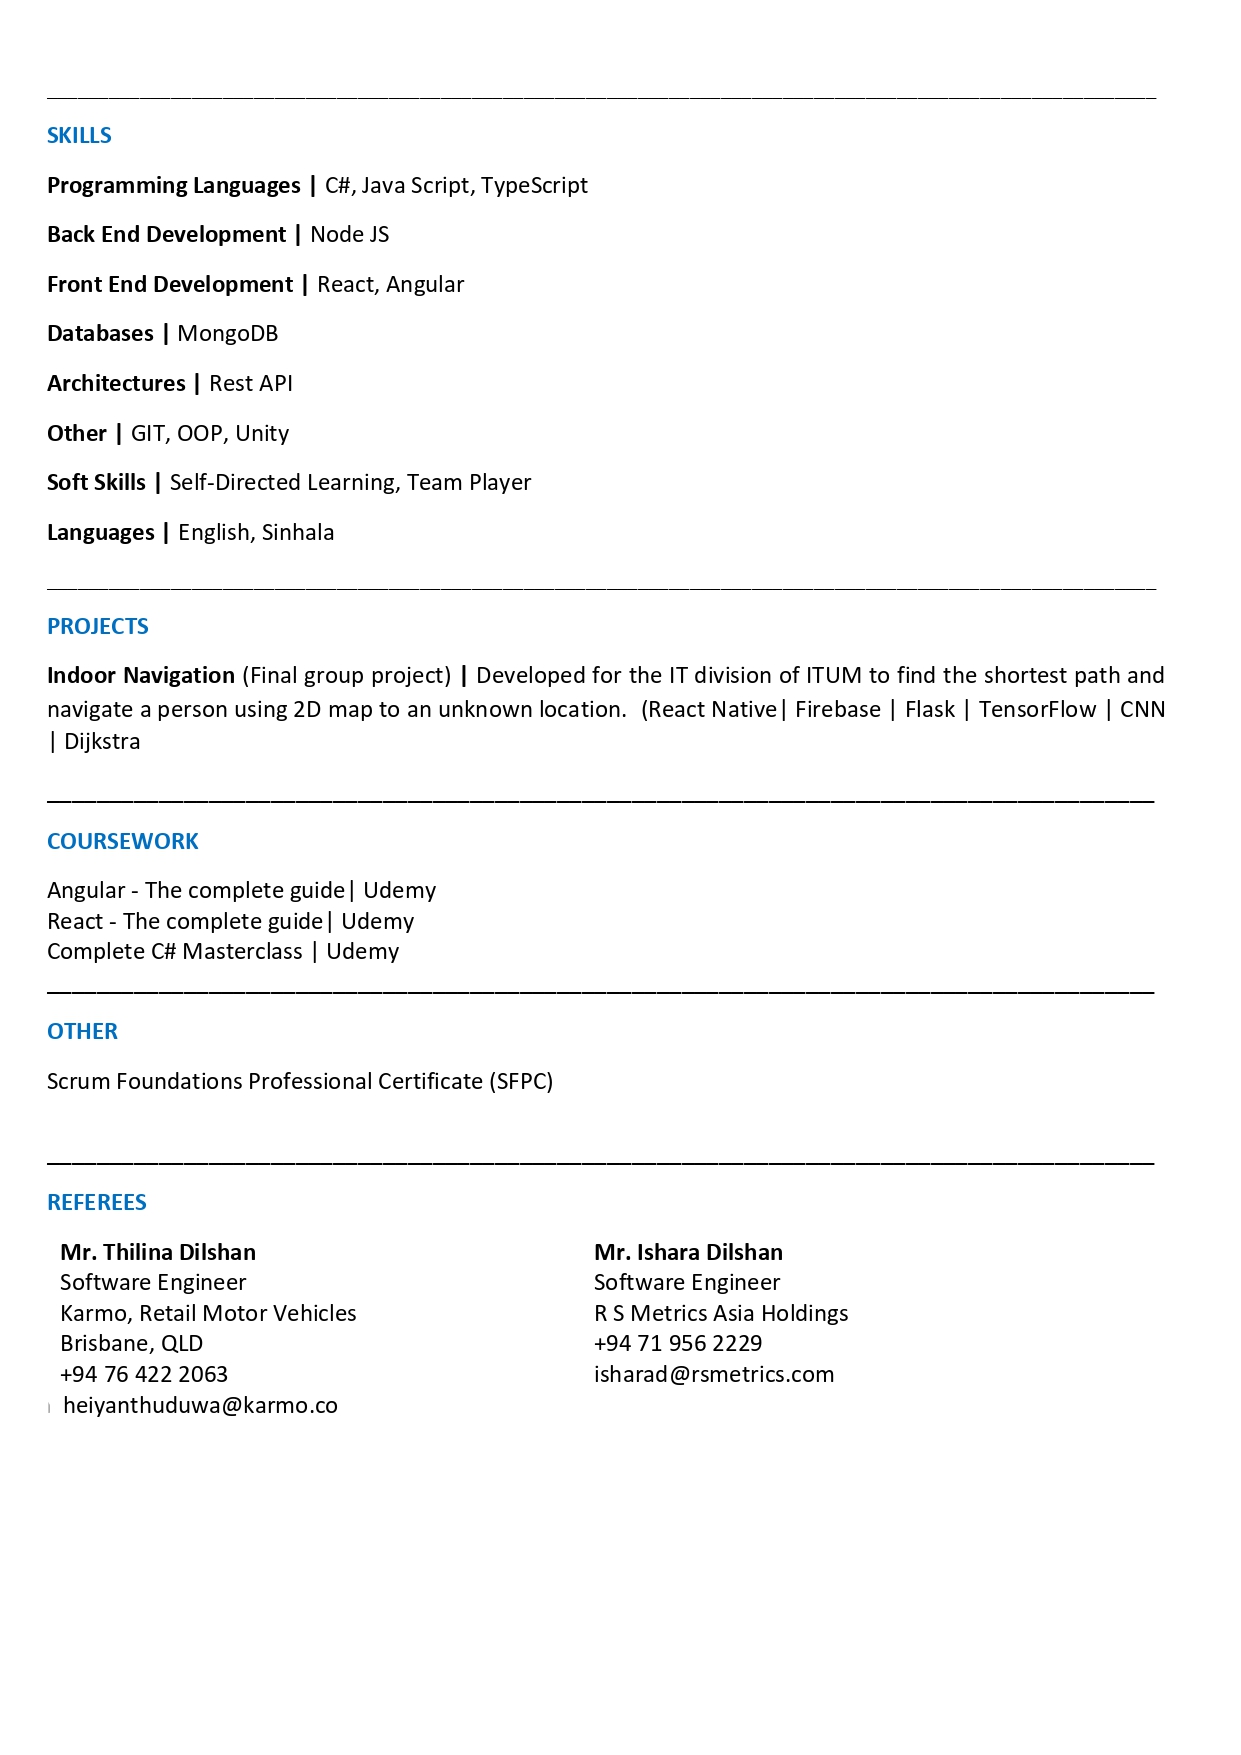 SKILLS
Programming Languages | C#, Java Script, TypeScript
Back End Development | Node JS
Front End Development | React, Angular
Databases | MongoDB
Architectures | Rest API
Other | GIT, OOP, Unity
Soft Skills | Self-Directed Learning, Team Player
Languages | English, Sinhala
PROJECTS
Indoor Navigation (Final group project) | Developed for the IT division of ITUM to find the shortest path and
navigate a person using 2D map to an unknown location. (React Native| Firebase | Flask | TensorFlow | CNN
| Dijkstra
COURSEWORK
Angular - The complete guide| Udemy
React - The complete guide| Udemy
Complete C# Masterclass | Udemy
OTHER
Scrum Foundations Professional Certificate (SFPC)
REFEREES
Mr. Thilina Dilshan
Software Engineer
Karmo, Retail Motor Vehicles
Brisbane, QLD
+94 76 422 2063
heiyanthuduwa@karmo.co
Mr. Ishara Dilshan
Software Engineer
R S Metrics Asia Holdings
+94 71 956 2229
isharad@rsmetrics.com